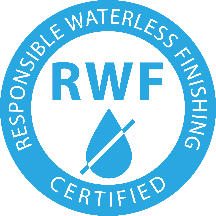 RESPONSIBLE WATERLESS FINISHING
RWF
CERTIFIED